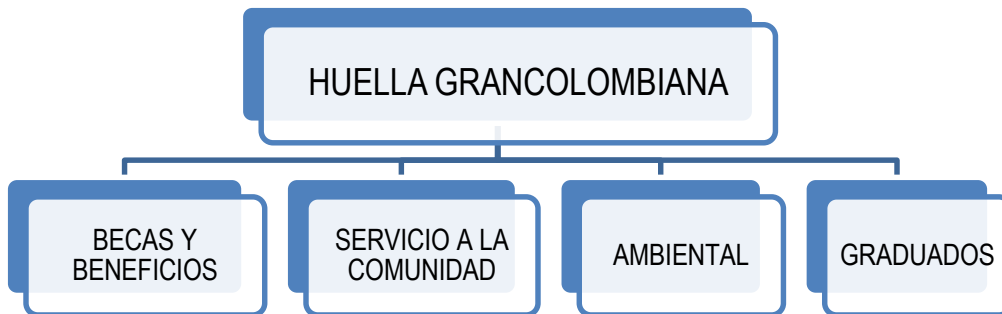 HUELLA GRANCOLOMBIANA
BECAS Y
BENEFICIOS
SERVICIO A LA
COMUNIDAD
AMBIENTAL
GRADUADOS